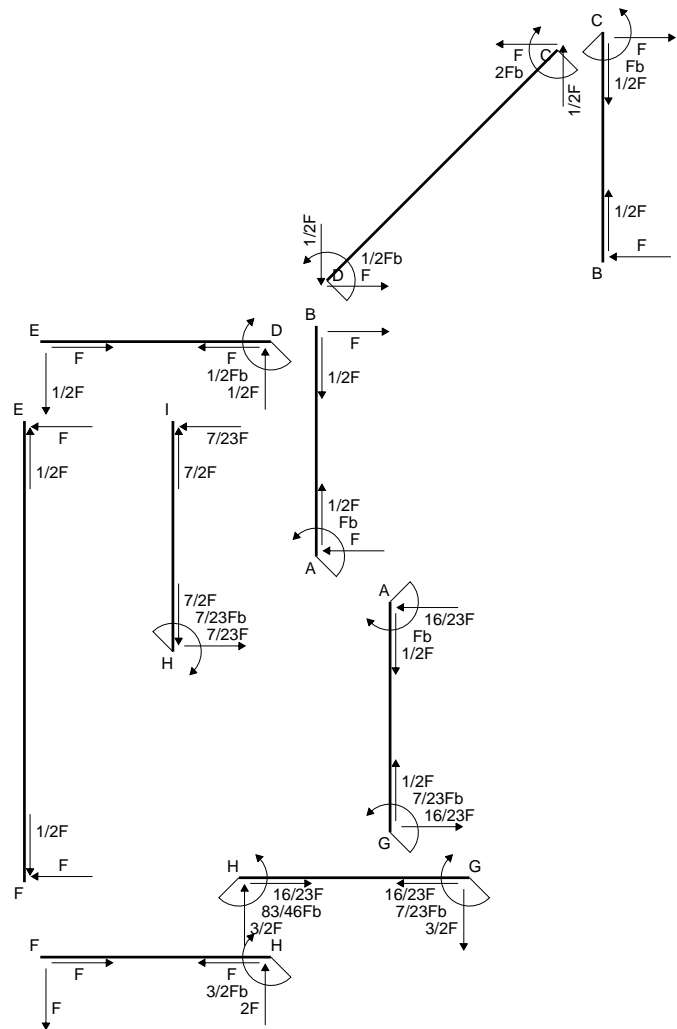 C
C
F
F
2Fb
Fb
1/2F
1/2F
1/2F
F
B
1/2F
D
1/2Fb
F
E
D
F
F
1/2Fb
1/2F
1/2F
B
F
1/2F
E
F
1/2F
I
7/23F
7/2F
1/2F
Fb
F
A
7/2F
7/23Fb
7/23F
H
A
16/23F
Fb
1/2F
1/2F
7/23Fb
16/23F
G
1/2F
F
F
H
G
16/23F
83/46Fb
3/2F
16/23F
7/23Fb
3/2F
F
H
F
F
3/2Fb
2F
F